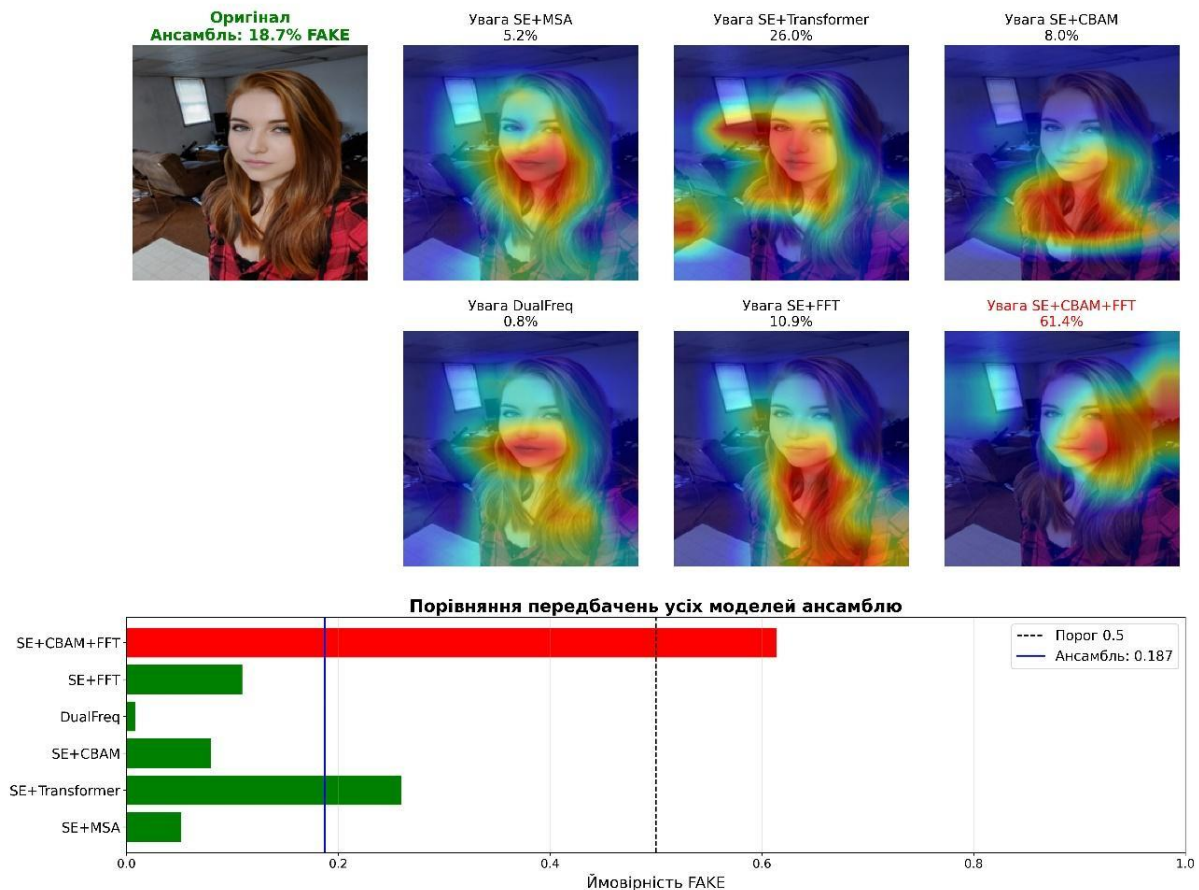 Оригінал
Ансамбль: 18.7% FAKE
Увага SE+MSA
5.2%
Увага SE+Transformer
26.0%
Увага SE+CBAM
8.0%
Увага DualFreq
0.8%
Увага SE+FFT
10.9%
Увага SE+CBAM+FFT
61.4%
Порівняння передбачень усіх моделей ансамблю
SE+CBAM+FFT
SE+FFT
DualFreq
SE+CBAM
SE+Transformer
SE+MSA
Порог 0.5
Ансамбль: 0.187
0.0 0.2 0.4 0.6 0.8 1.0
Ймовірність FAKE